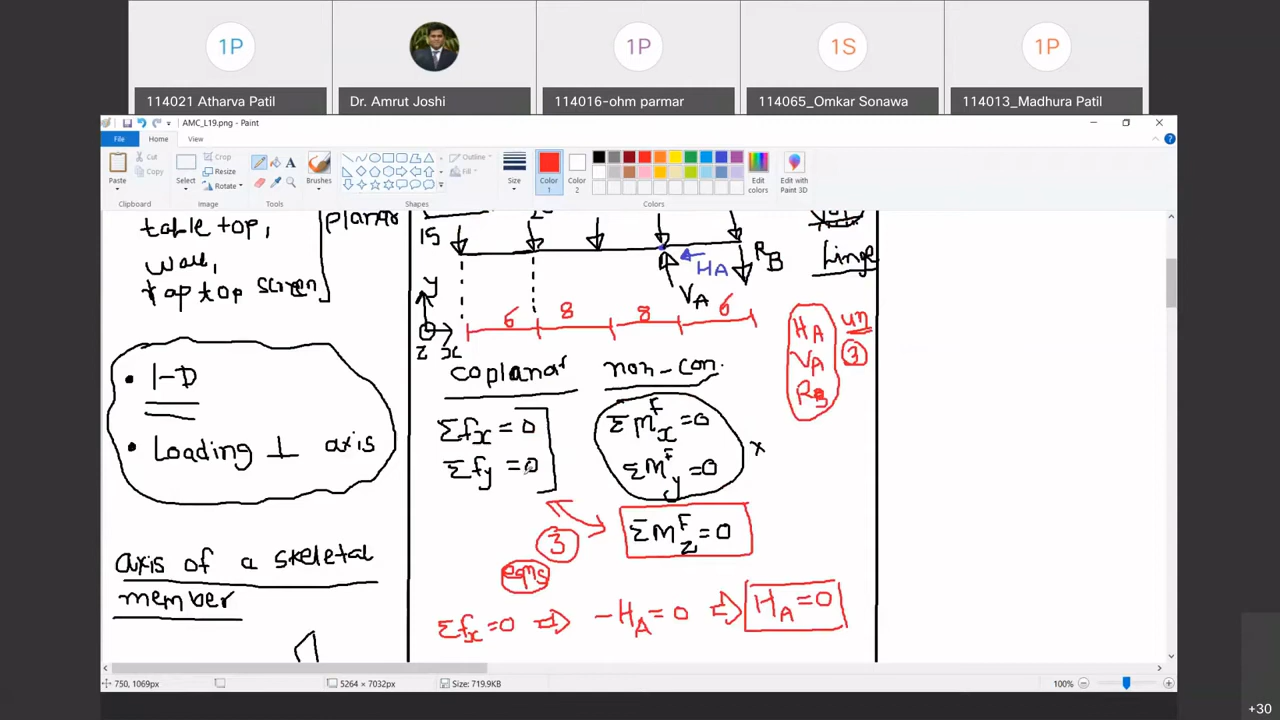 1P
1P
1S
1P
114021 Atharva Patil
Dr. Amrut Joshi
114016-ohm parmar
114065_Omkar Sonawa
114013_Madhura Patil
AMC_L19.png - Paint
File
Home
View
Paste
Cut
Copy
Clipboard
Select
Crop
Resize
Rotate
Image
Tools
Brushes
Shapes
Outline
Fill
Size
Color 1
Color 2
Edit colors
Edit with Paint 3D
Colors
planar
table top,
wall,
screen
1-D
Loading ⊥ axis
axis of a skeletal
member
15
HA
RB
VA
Hinge
y
z
x
6
8
8
6
HA
VA
RB
un
3
coplanar
non-con.
Σfx = 0
Σfy = 0
ΣMxF = 0
ΣMyF = 0
x
ΣMzF = 0
3
eqns
Σfx = 0 ⇒ -HA = 0 ⇒ HA = 0
750, 1069px
5264 × 7032px
Size: 719.9KB
100%
+30